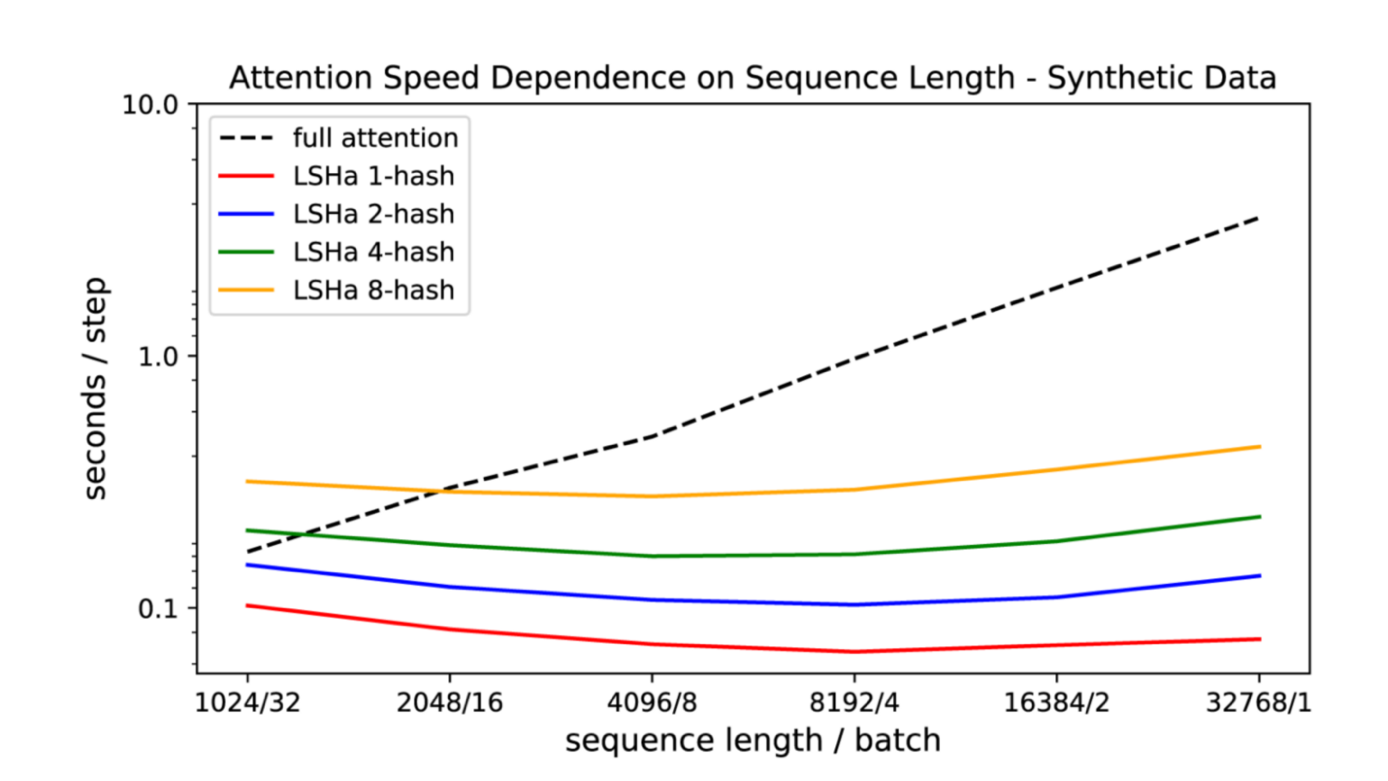 Attention Speed Dependence on Sequence Length - Synthetic Data
10.0
1.0
0.1
seconds / step
full attention
LSHa 1-hash
LSHa 2-hash
LSHa 4-hash
LSHa 8-hash
1024/32 2048/16 4096/8 8192/4 16384/2 32768/1
sequence length / batch